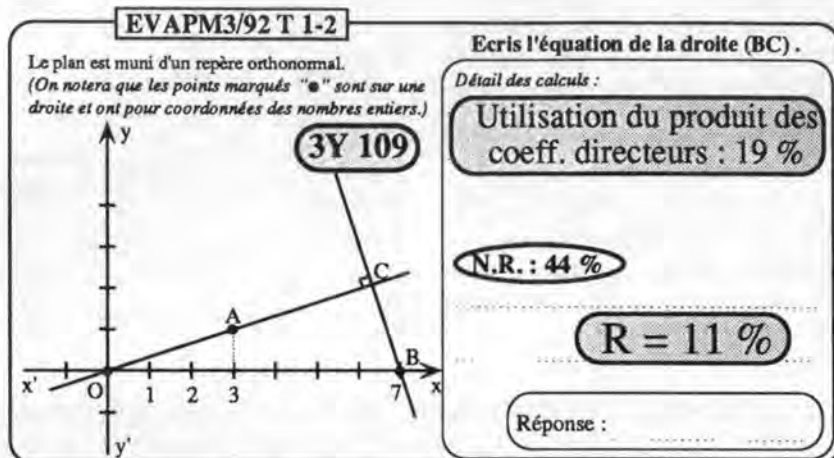 EVAPM3/92 T 1-2
Le plan est muni d'un repère orthonormal.
(On notera que les points marqués "●" sont sur une
droite et ont pour coordonnées des nombres entiers.)
y
3Y 109
C
A
B
x'
O
1
2
3
7
x
y'
Ecris l'équation de la droite (BC) .
Détail des calculs :
Utilisation du produit des
coeff. directeurs : 19 %
N.R. : 44 %
R = 11 %
Réponse :